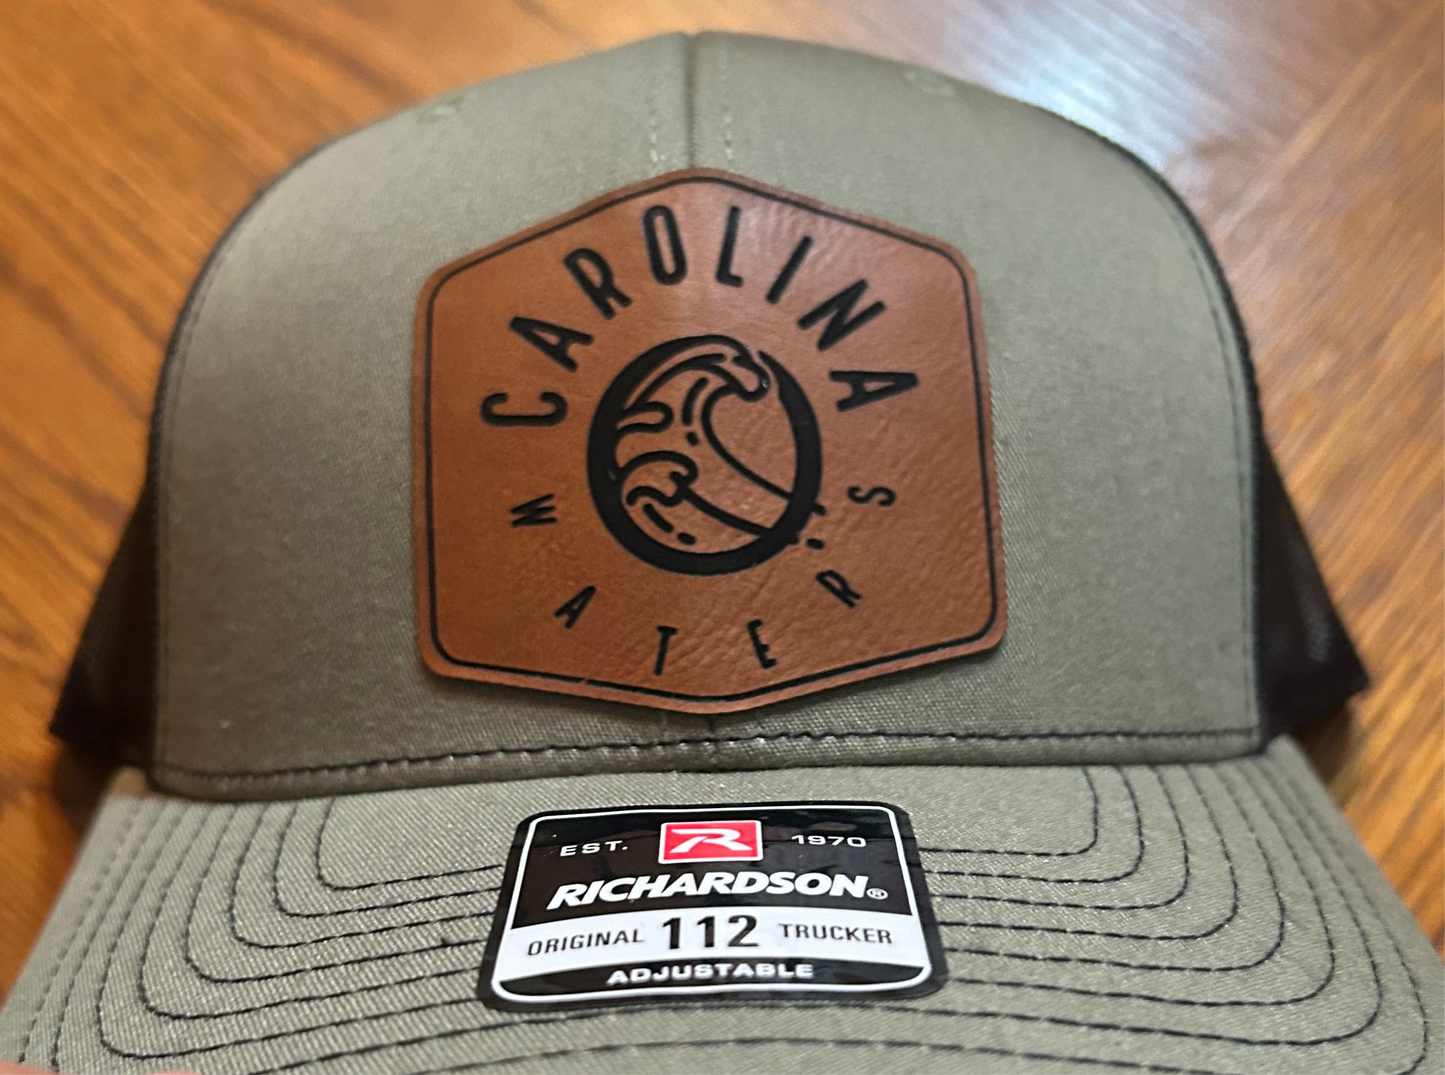 CAROLINA
WATERS
EST. R 1970
RICHARDSON®
ORIGINAL 112 TRUCKER
ADJUSTABLE